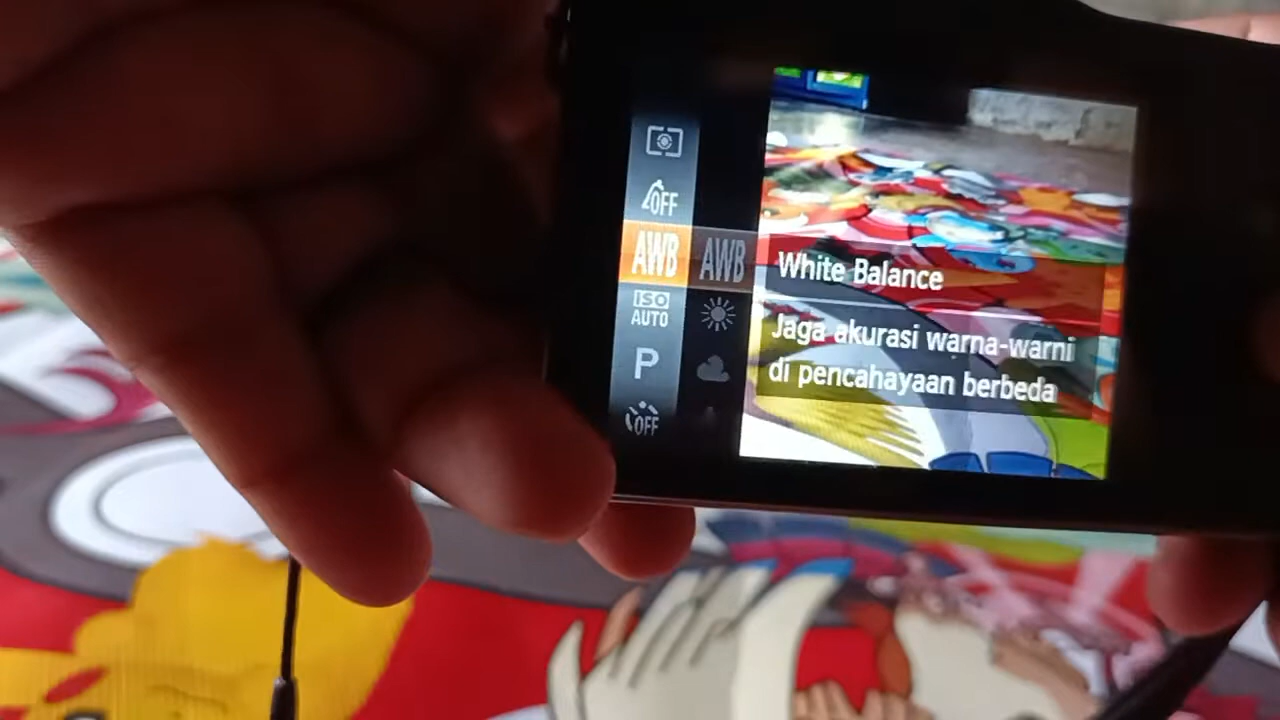 OFF
AWB AWB
White Balance
ISO
AUTO
Jaga akurasi warna-warni
di pencahayaan berbeda
P
OFF